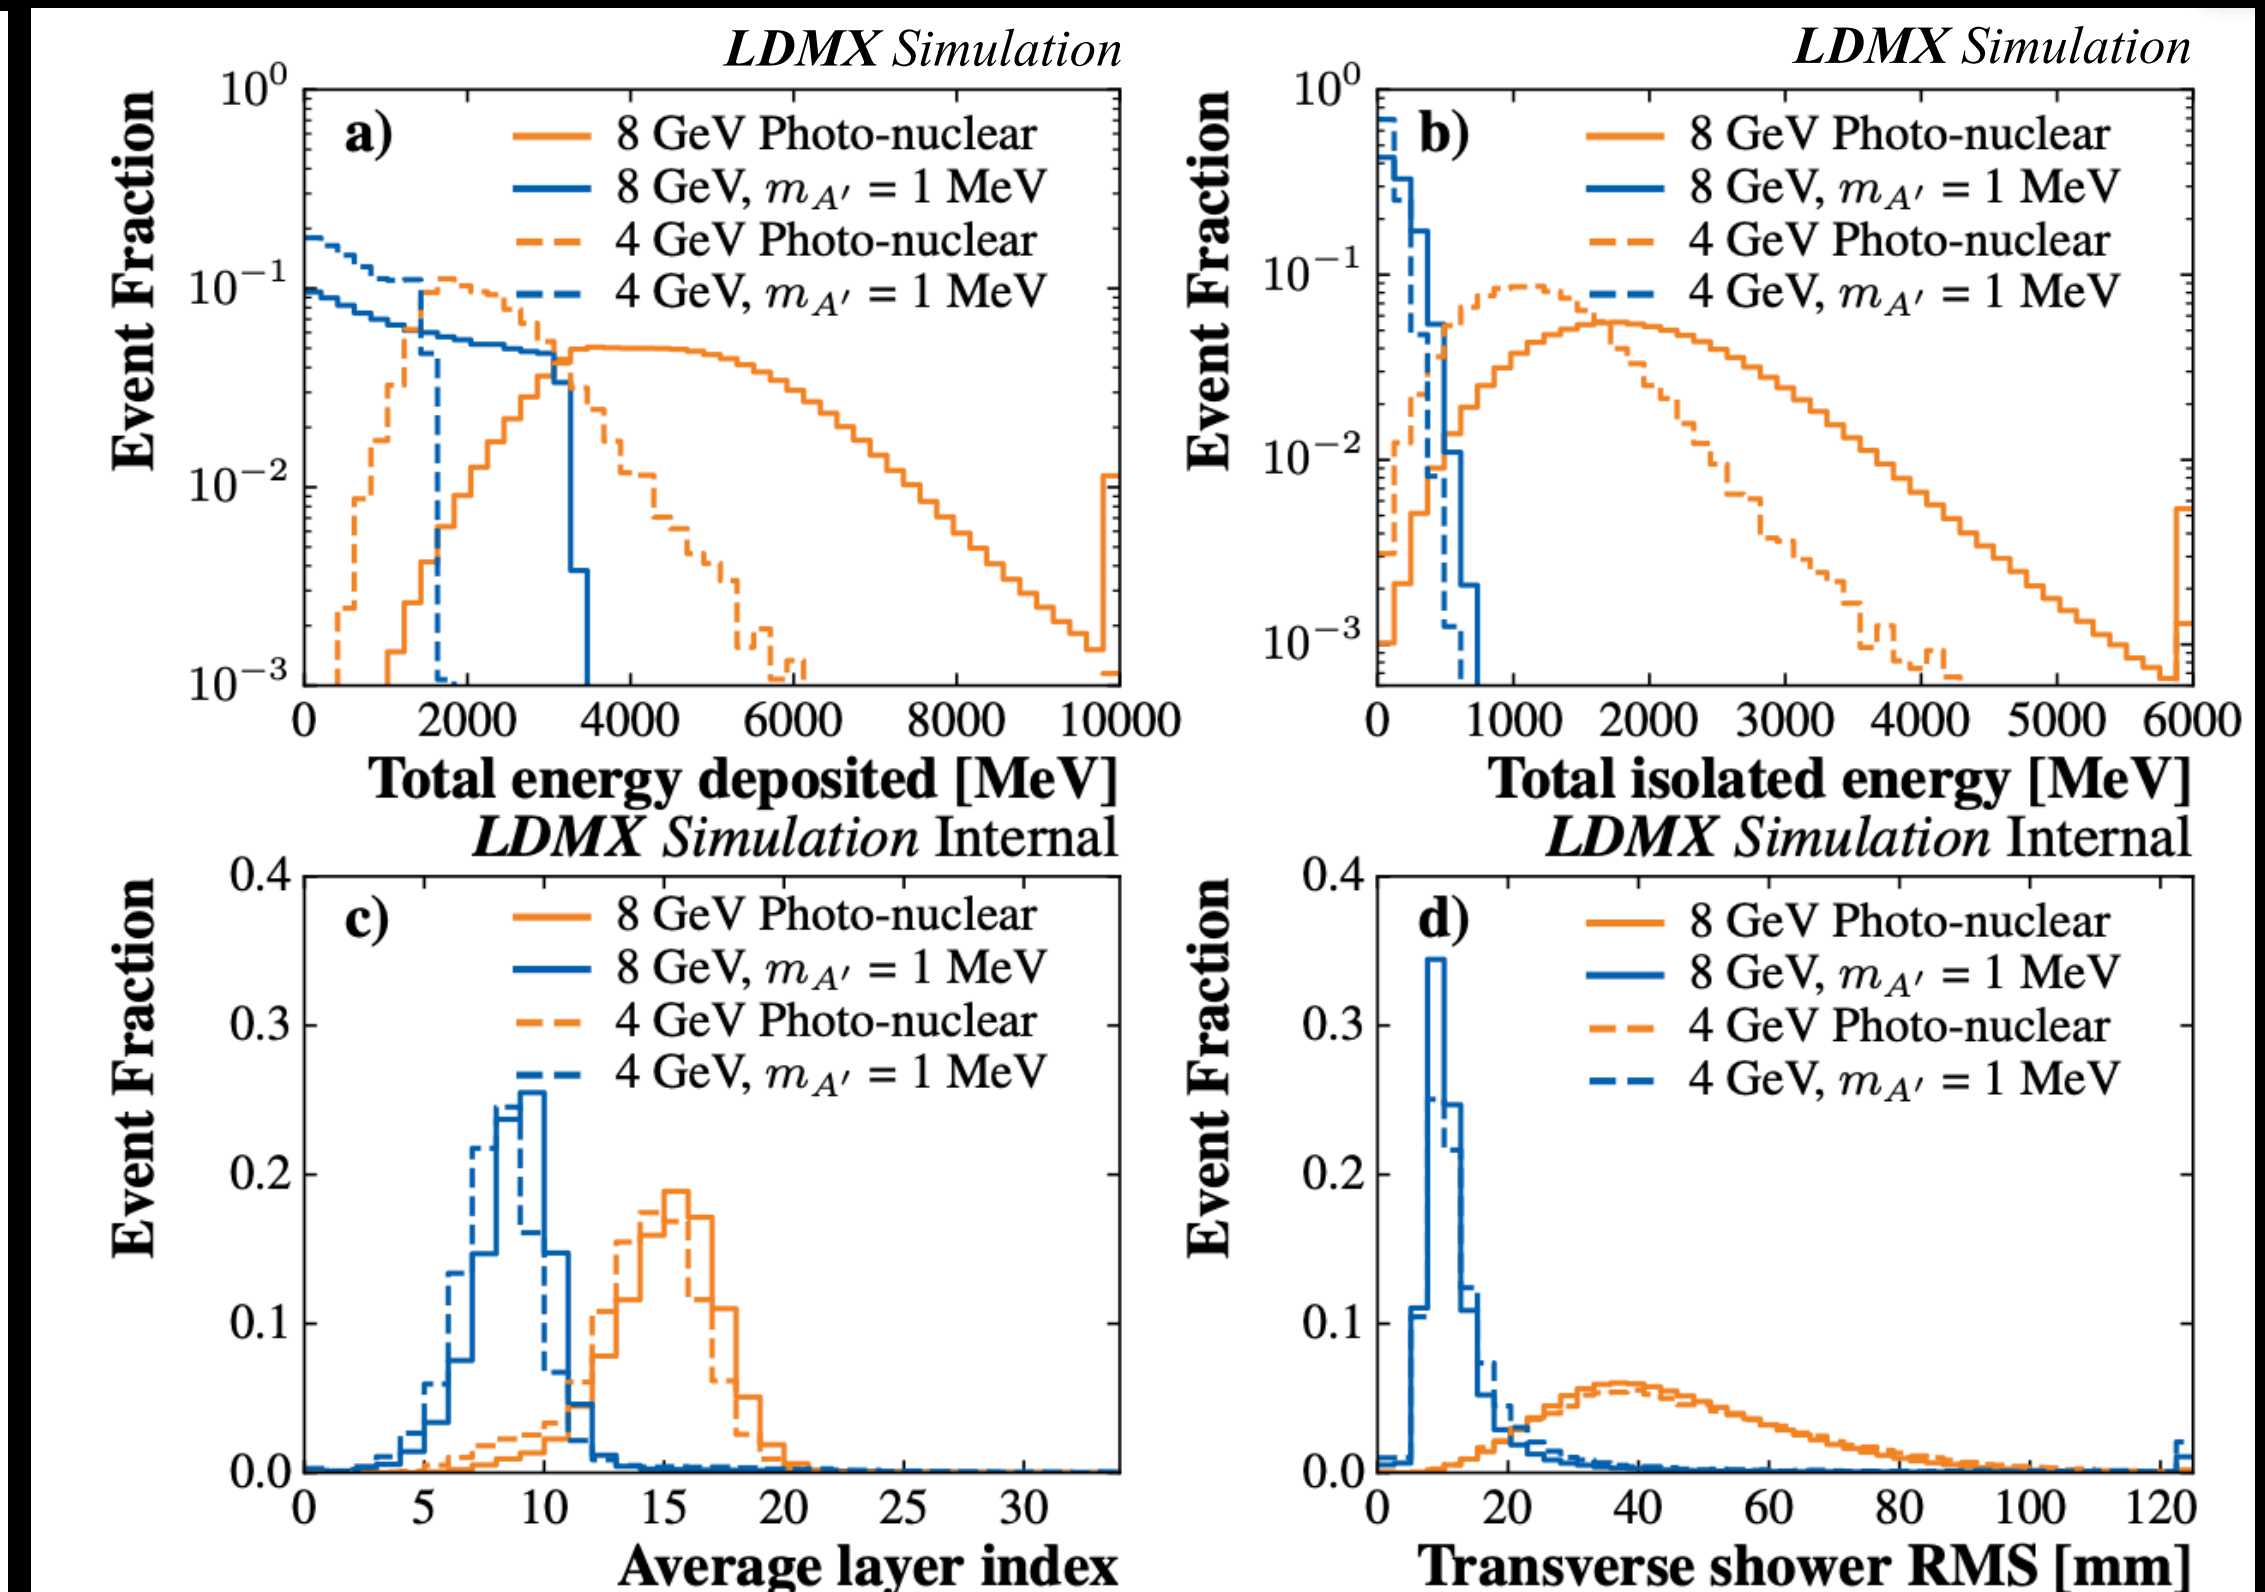 LDMX Simulation
10⁰
10⁻¹
10⁻²
10⁻³
Event Fraction
a)
8 GeV Photo-nuclear
8 GeV, m_A′ = 1 MeV
4 GeV Photo-nuclear
4 GeV, m_A′ = 1 MeV
0 2000 4000 6000 8000 10000
Total energy deposited [MeV]
LDMX Simulation
10⁰
10⁻¹
10⁻²
10⁻³
Event Fraction
b)
8 GeV Photo-nuclear
8 GeV, m_A′ = 1 MeV
4 GeV Photo-nuclear
4 GeV, m_A′ = 1 MeV
0 1000 2000 3000 4000 5000 6000
Total isolated energy [MeV]
LDMX Simulation Internal
0.4
0.3
0.2
0.1
0.0
Event Fraction
c)
8 GeV Photo-nuclear
8 GeV, m_A′ = 1 MeV
4 GeV Photo-nuclear
4 GeV, m_A′ = 1 MeV
0 5 10 15 20 25 30
Average layer index
LDMX Simulation Internal
0.4
0.3
0.2
0.1
0.0
Event Fraction
d)
8 GeV Photo-nuclear
8 GeV, m_A′ = 1 MeV
4 GeV Photo-nuclear
4 GeV, m_A′ = 1 MeV
0 20 40 60 80 100 120
Transverse shower RMS [mm]